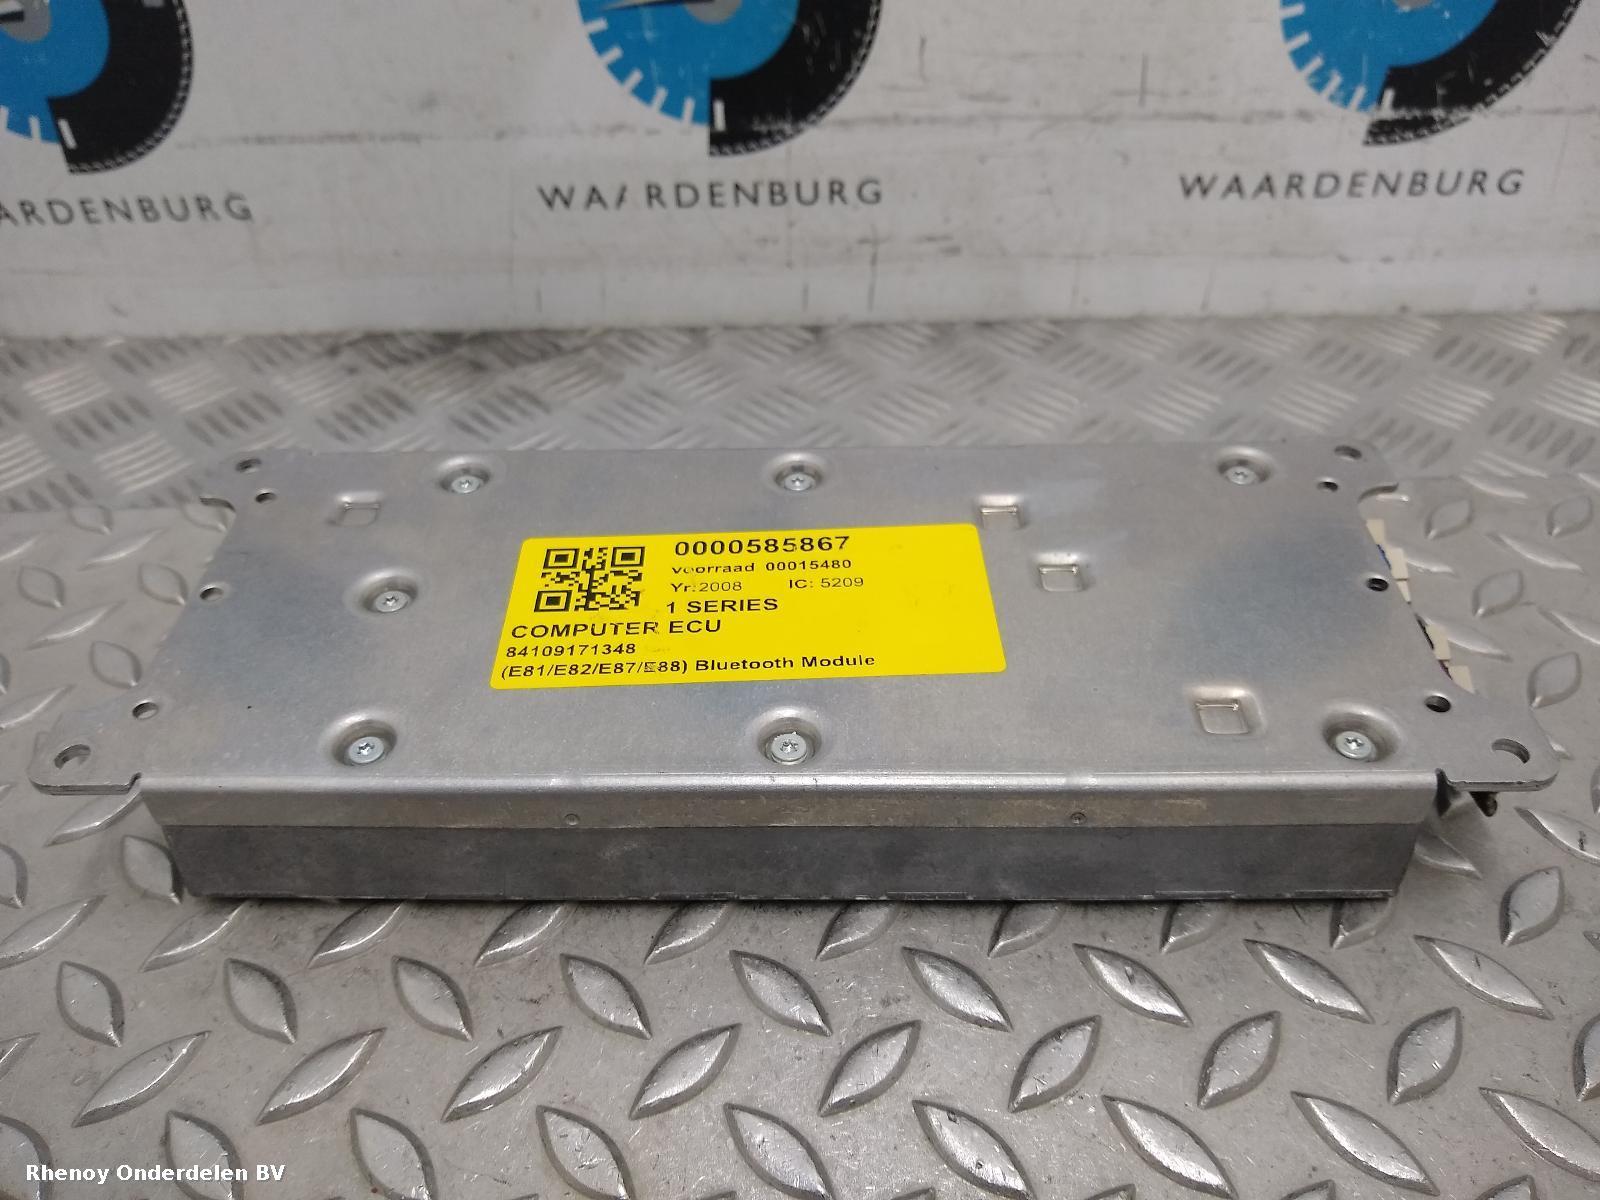 ARDENBURG
WAARDENBURG
WAARDENBURG
0000585867
Voorraad 00015480
Yr:2008 IC: 5209
1 SERIES
COMPUTER ECU
84109171348
(E81/E82/E87/E88) Bluetooth Module
Rhenoy Onderdelen BV